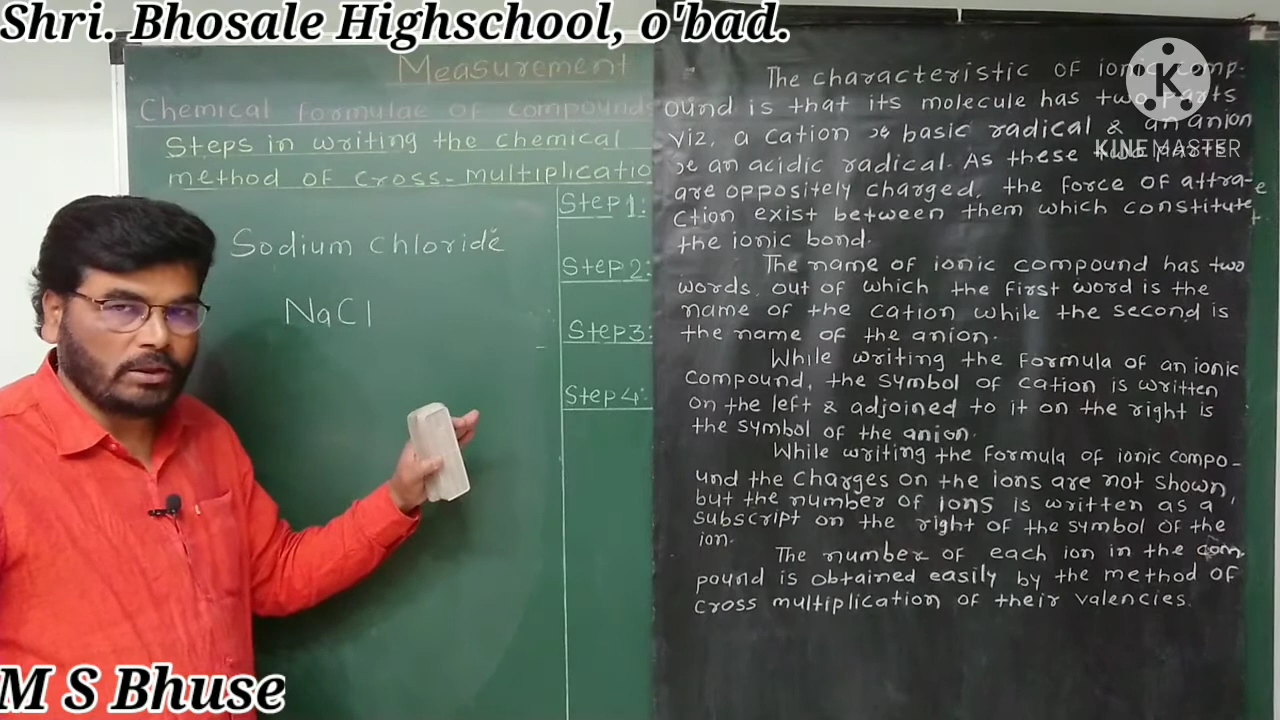 Shri. Bhosale Highschool, o'bad.
Measurement
Chemical formulae of compounds
Steps in writing the chemical
method of cross-multiplicatio
Sodium chloride
NaCl
Step 1:
Step 2:
Step 3:
Step 4:
The characteristic of ionic comp-
ound is that its molecule has two parts
viz, a cation basic radical & an anion
an acidic radical. As these two parts
are oppositely charged, the force of attra-
ction exist between them which constitute
the ionic bond.
The name of ionic compound has two
words, out of which the first word is the
name of the cation while the second is
the name of the anion.
While writing the formula of an ionic
compound, the symbol of cation is written
on the left & adjoined to it on the right is
the symbol of the anion.
While writing the formula of ionic compo-
und the charges on the ions are not shown,
but the number of ions is written as a
subscript on the right of the symbol of the
ion.
The number of each ion in the com
pound is obtained easily by the method of
cross multiplication of their valencies.
K
KINEMASTER
M S Bhuse